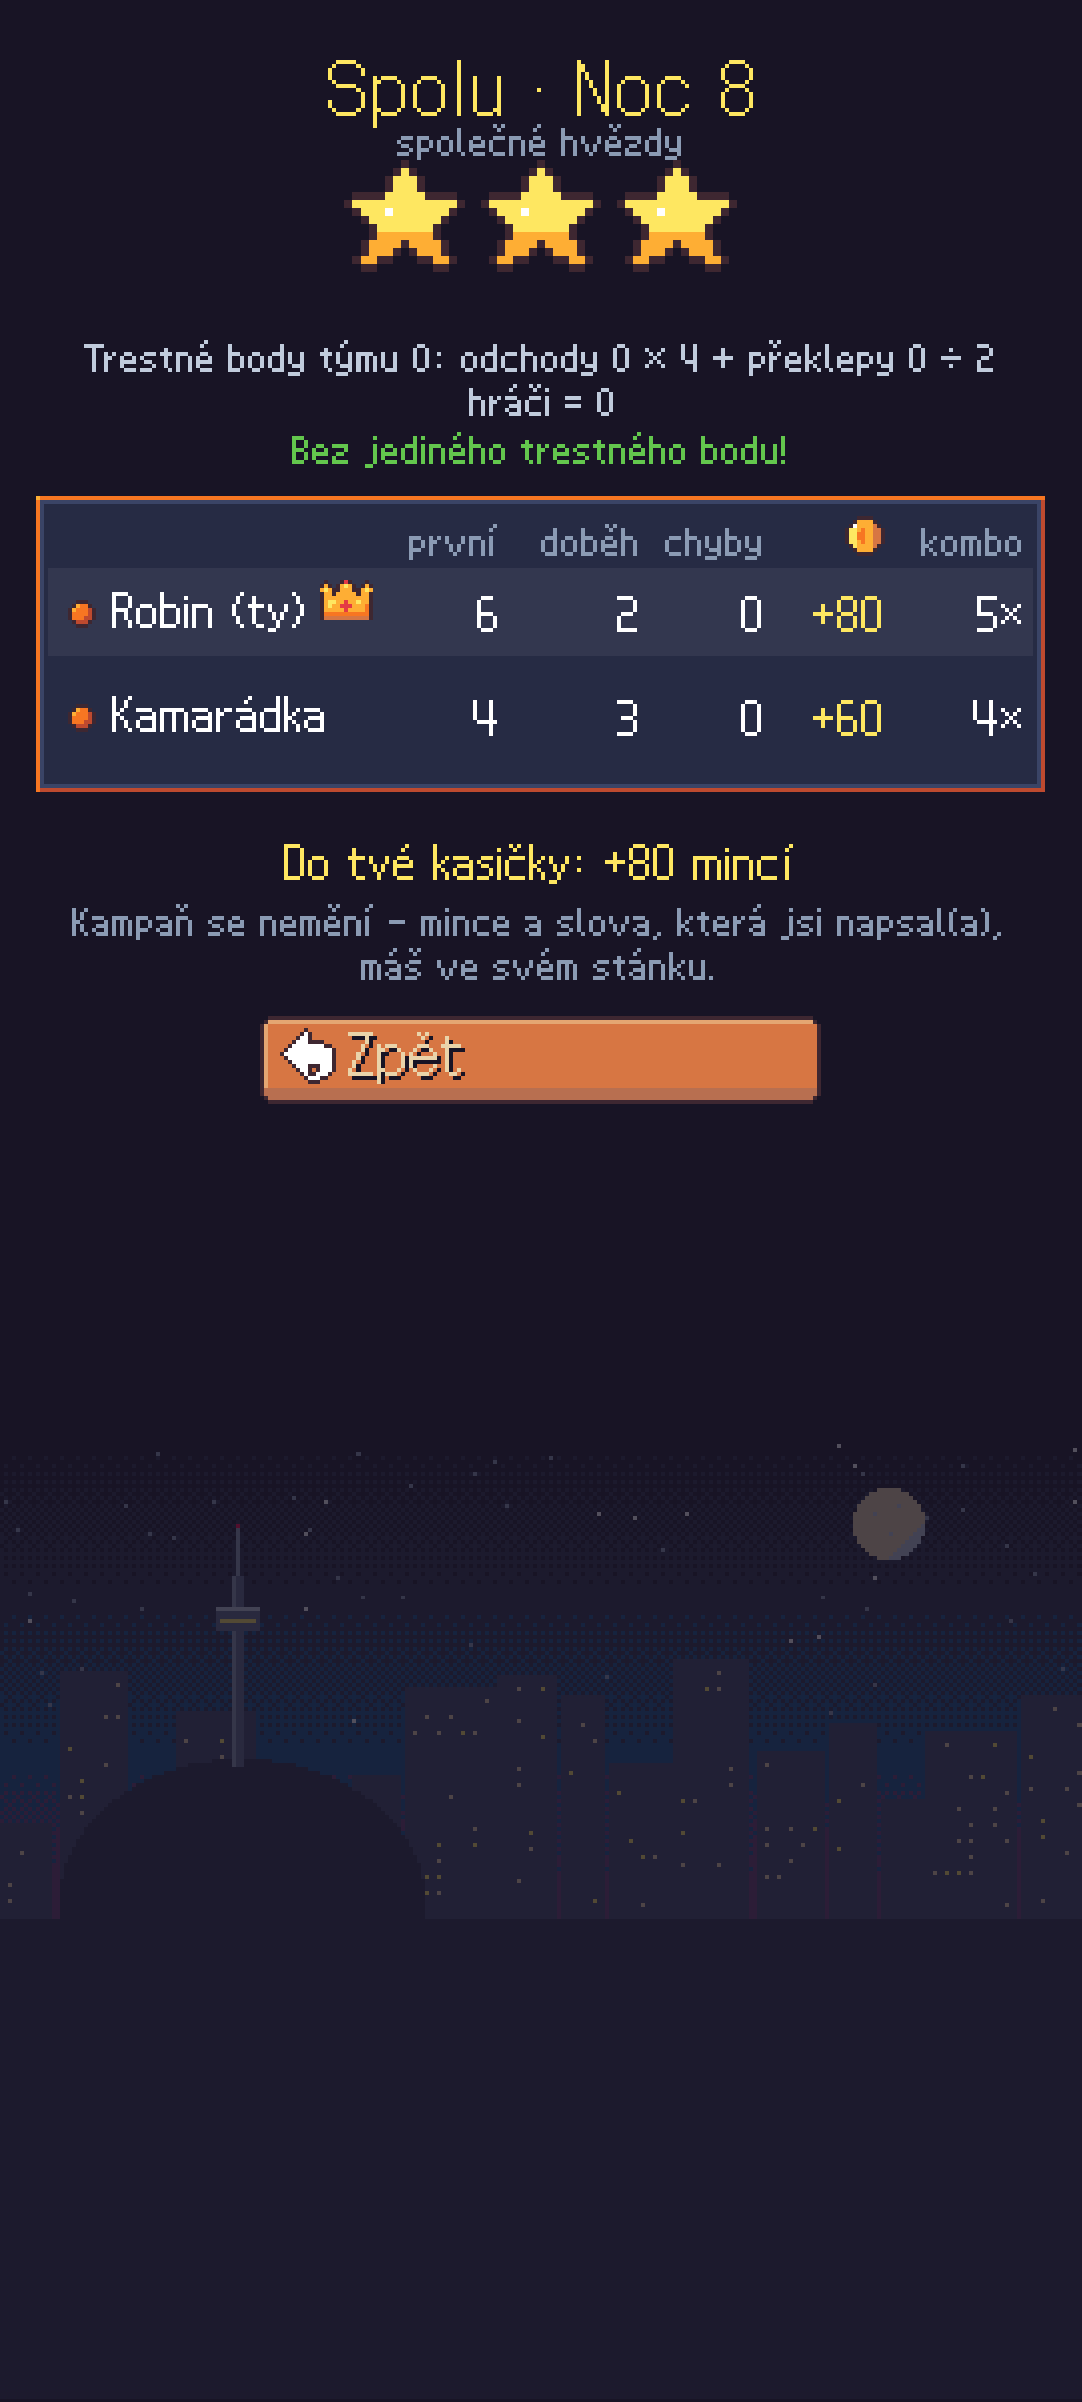 Spolu · Noc 8
společné hvězdy
Trestné body týmu 0: odchody 0 × 4 + překlepy 0 ÷ 2
hráči = 0
Bez jediného trestného bodu!
první doběh chyby kombo
Robin (ty) 6 2 0 +80 5×
Kamarádka 4 3 0 +60 4×
Do tvé kasičky: +80 mincí
Kampaň se nemění – mince a slova, která jsi napsal(a),
máš ve svém stánku.
Zpět